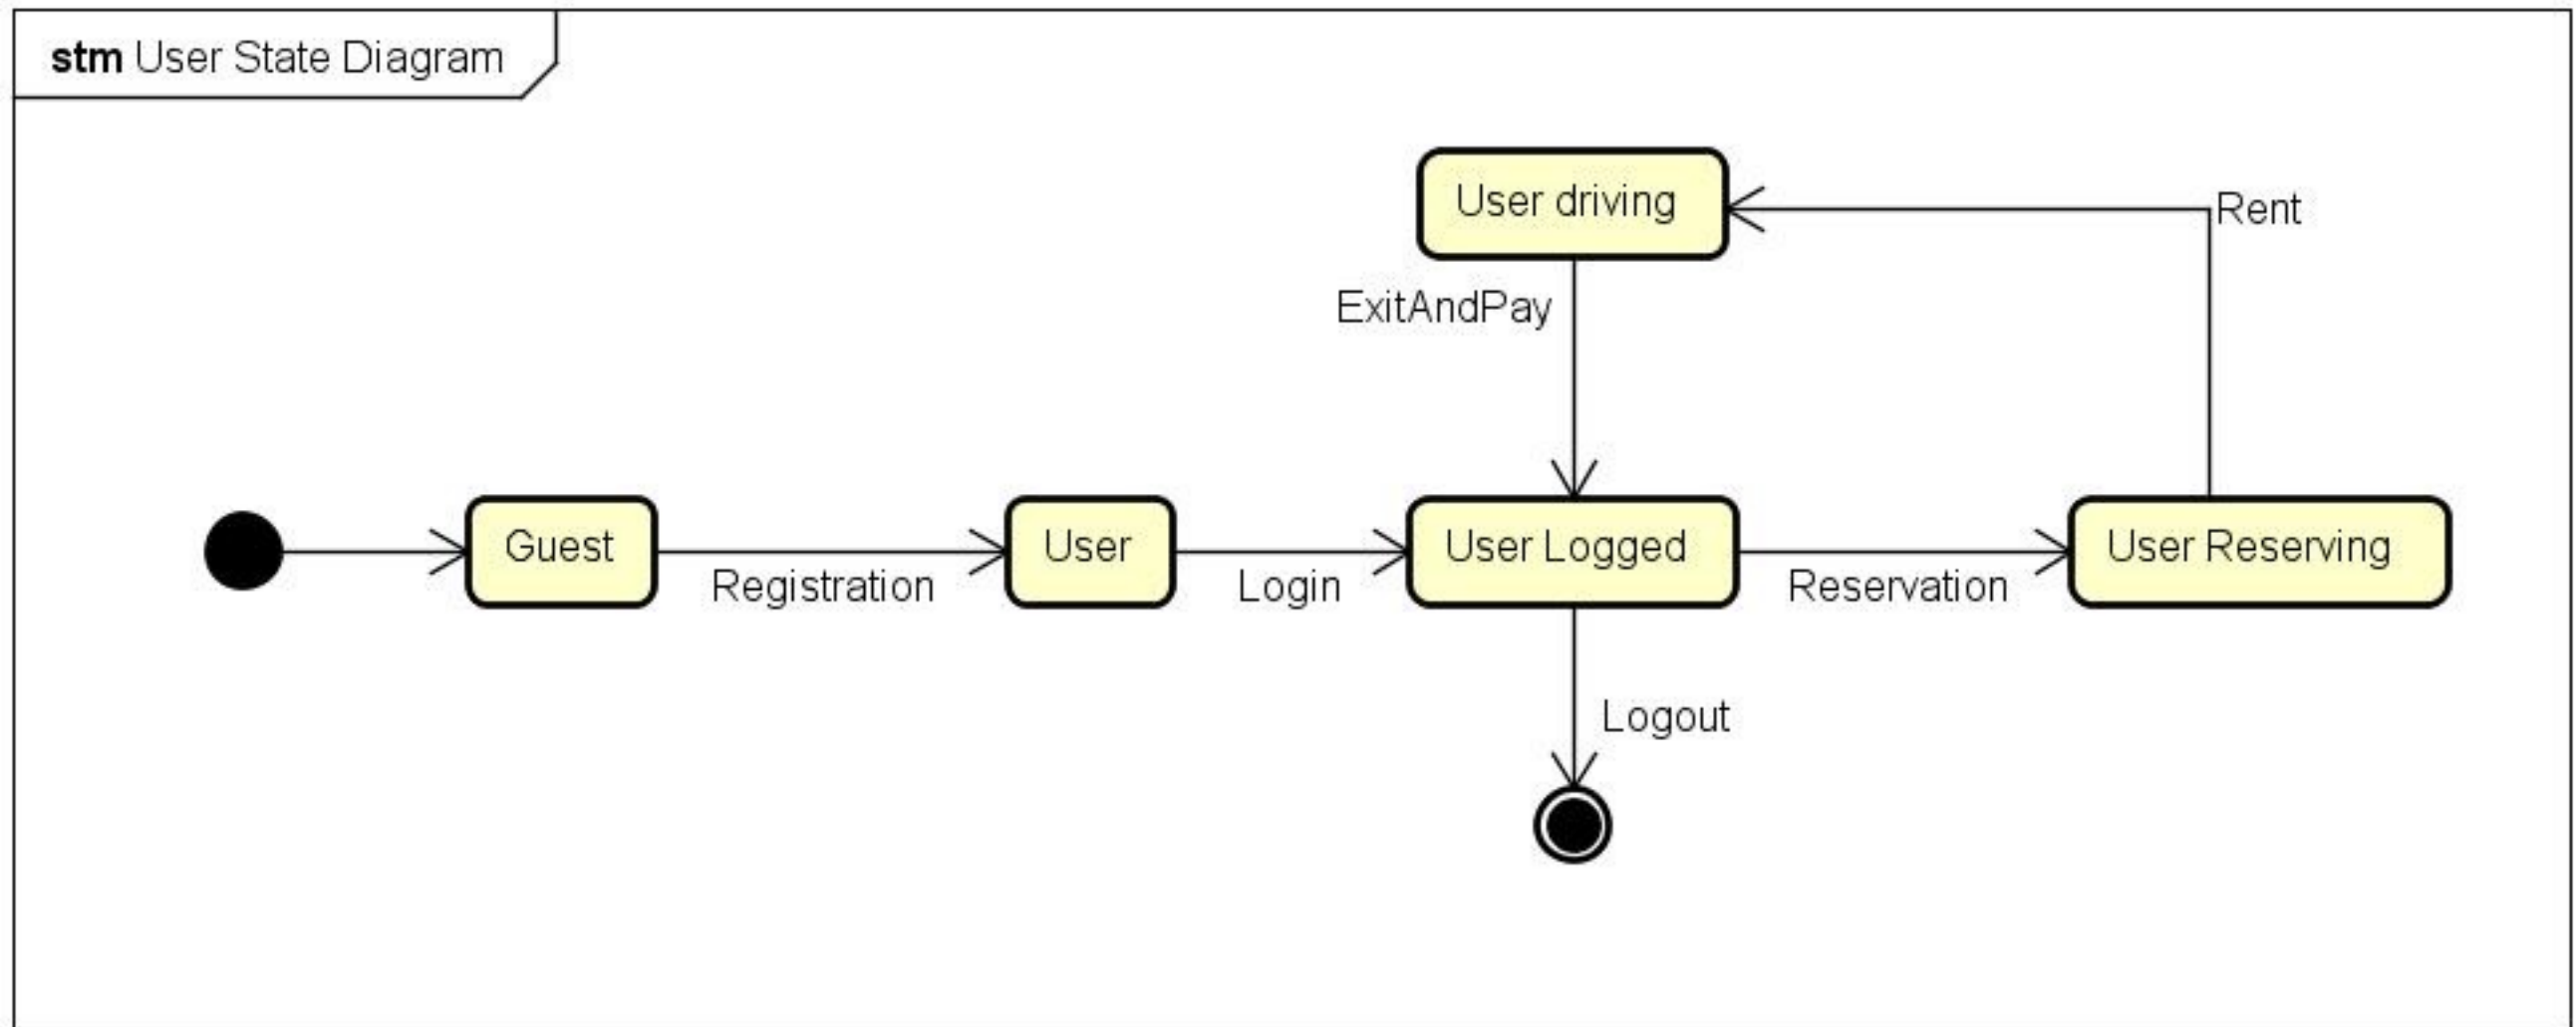 stm User State Diagram
User driving
Rent
ExitAndPay
Guest
Registration
User
Login
User Logged
Reservation
User Reserving
Logout